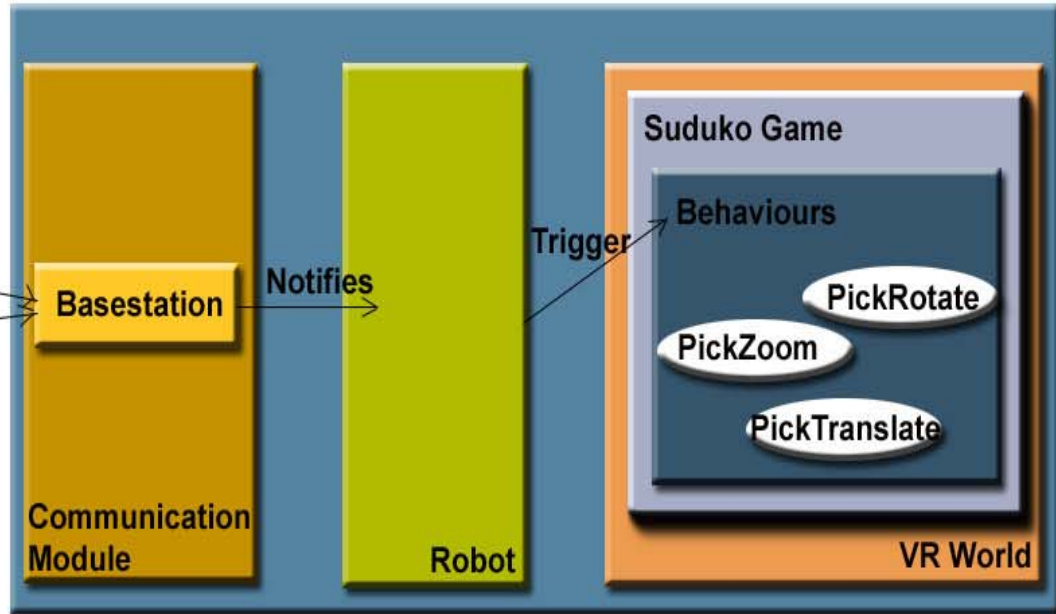 Suduko Game
Behaviours
Trigger
Notifies
Basestation
PickRotate
PickZoom
PickTranslate
Communication
Module
Robot
VR World